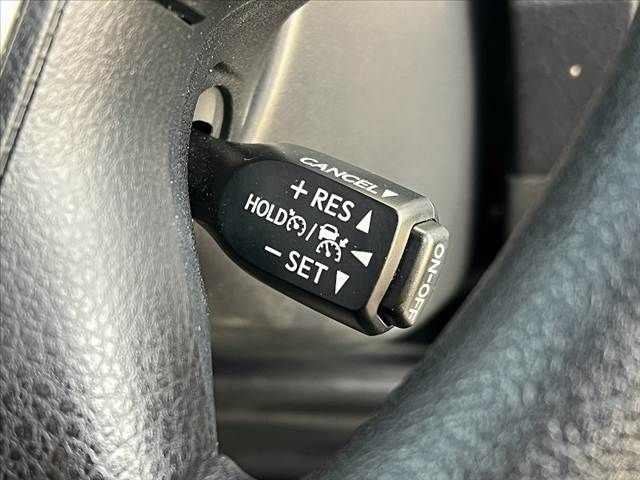 CANCEL▼
+ RES ▲
HOLD / ◀
− SET ▼
ON-OFF